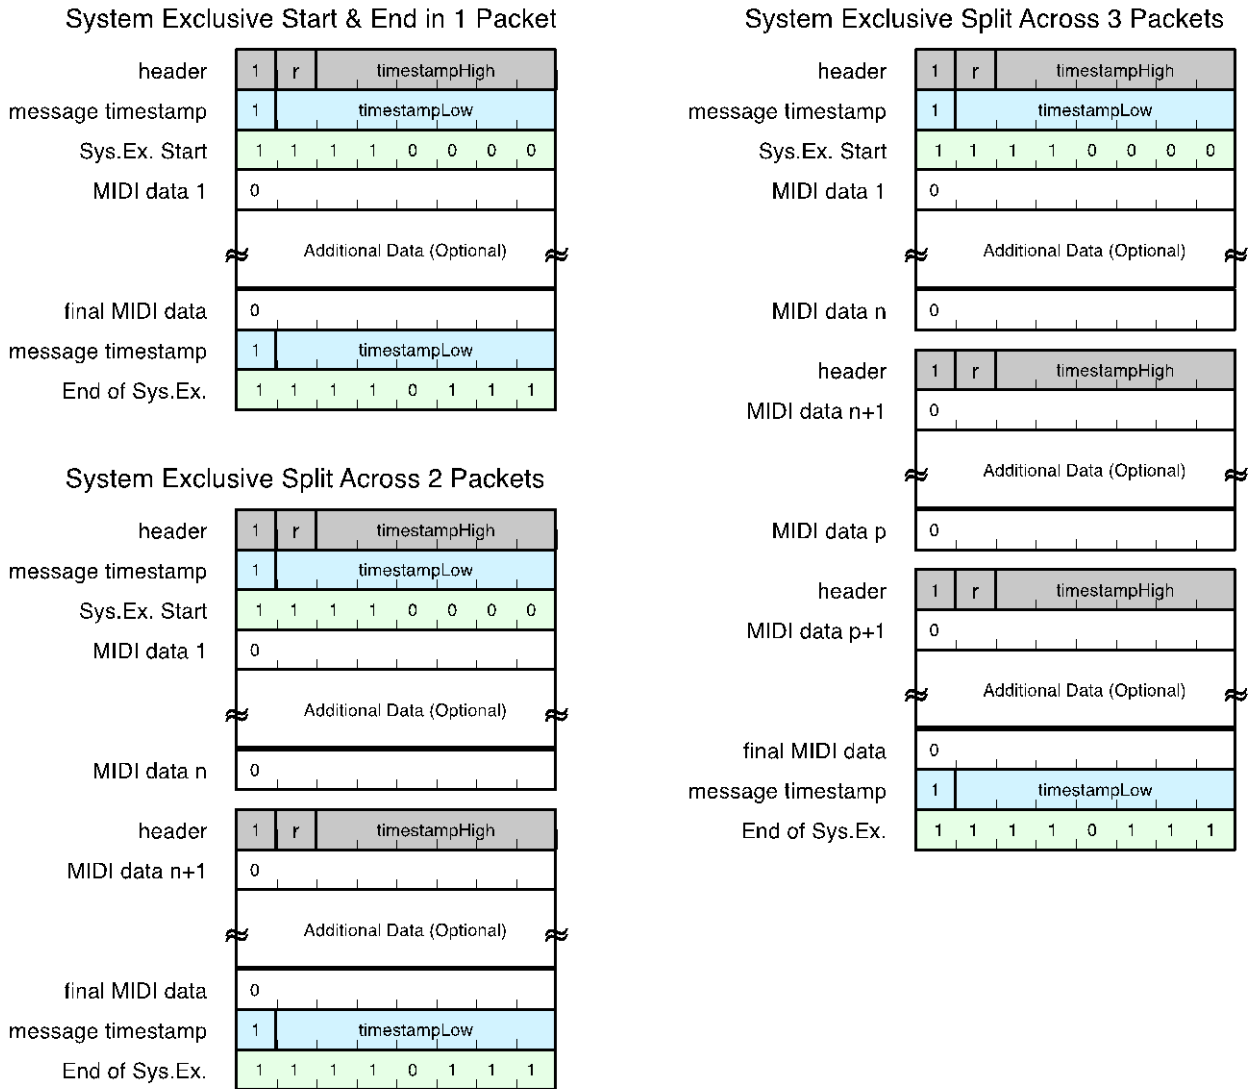 System Exclusive Start & End in 1 Packet
header 1 r timestampHigh
message timestamp 1 timestampLow
Sys.Ex. Start 1 1 1 1 0 0 0 0
MIDI data 1 0
Additional Data (Optional)
final MIDI data 0
message timestamp 1 timestampLow
End of Sys.Ex. 1 1 1 1 0 1 1 1
System Exclusive Split Across 2 Packets
header 1 r timestampHigh
message timestamp 1 timestampLow
Sys.Ex. Start 1 1 1 1 0 0 0 0
MIDI data 1 0
Additional Data (Optional)
MIDI data n 0
header 1 r timestampHigh
MIDI data n+1 0
Additional Data (Optional)
final MIDI data 0
message timestamp 1 timestampLow
End of Sys.Ex. 1 1 1 1 0 1 1 1
System Exclusive Split Across 3 Packets
header 1 r timestampHigh
message timestamp 1 timestampLow
Sys.Ex. Start 1 1 1 1 0 0 0 0
MIDI data 1 0
Additional Data (Optional)
MIDI data n 0
header 1 r timestampHigh
MIDI data n+1 0
Additional Data (Optional)
MIDI data p 0
header 1 r timestampHigh
MIDI data p+1 0
Additional Data (Optional)
final MIDI data 0
message timestamp 1 timestampLow
End of Sys.Ex. 1 1 1 1 0 1 1 1